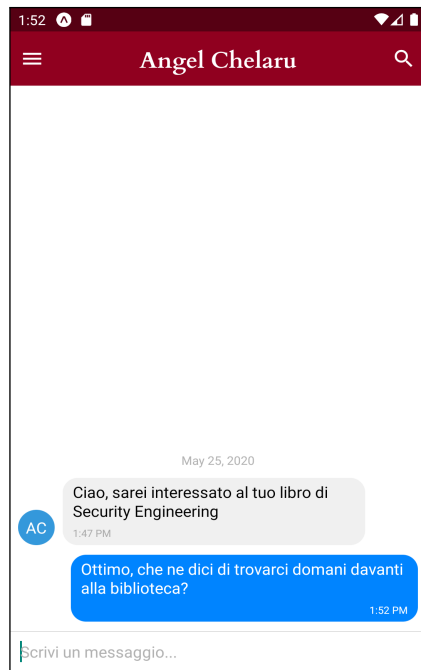 1:52
Angel Chelaru
May 25, 2020
Ciao, sarei interessato al tuo libro di
Security Engineering
1:47 PM
AC
Ottimo, che ne dici di trovarci domani davanti
alla biblioteca?
1:52 PM
Scrivi un messaggio...